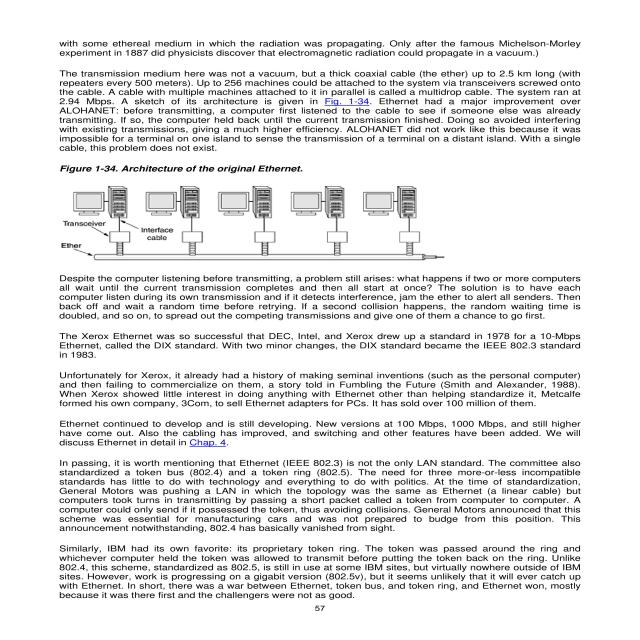 with some ethereal medium in which the radiation was propagating. Only after the famous Michelson-Morley
experiment in 1887 did physicists discover that electromagnetic radiation could propagate in a vacuum.)
The transmission medium here was not a vacuum, but a thick coaxial cable (the ether) up to 2.5 km long (with
repeaters every 500 meters). Up to 256 machines could be attached to the system via transceivers screwed onto
the cable. A cable with multiple machines attached to it in parallel is called a multidrop cable. The system ran at
2.94 Mbps. A sketch of its architecture is given in Fig. 1-34. Ethernet had a major improvement over
ALOHANET: before transmitting, a computer first listened to the cable to see if someone else was already
transmitting. If so, the computer held back until the current transmission finished. Doing so avoided interfering
with existing transmissions, giving a much higher efficiency. ALOHANET did not work like this because it was
impossible for a terminal on one island to sense the transmission of a terminal on a distant island. With a single
cable, this problem does not exist.
Figure 1-34. Architecture of the original Ethernet.
Transceiver
Interface
cable
Ether
Despite the computer listening before transmitting, a problem still arises: what happens if two or more computers
all wait until the current transmission completes and then all start at once? The solution is to have each
computer listen during its own transmission and if it detects interference, jam the ether to alert all senders. Then
back off and wait a random time before retrying. If a second collision happens, the random waiting time is
doubled, and so on, to spread out the competing transmissions and give one of them a chance to go first.
The Xerox Ethernet was so successful that DEC, Intel, and Xerox drew up a standard in 1978 for a 10-Mbps
Ethernet, called the DIX standard. With two minor changes, the DIX standard became the IEEE 802.3 standard
in 1983.
Unfortunately for Xerox, it already had a history of making seminal inventions (such as the personal computer)
and then failing to commercialize on them, a story told in Fumbling the Future (Smith and Alexander, 1988).
When Xerox showed little interest in doing anything with Ethernet other than helping standardize it, Metcalfe
formed his own company, 3Com, to sell Ethernet adapters for PCs. It has sold over 100 million of them.
Ethernet continued to develop and is still developing. New versions at 100 Mbps, 1000 Mbps, and still higher
have come out. Also the cabling has improved, and switching and other features have been added. We will
discuss Ethernet in detail in Chap. 4.
In passing, it is worth mentioning that Ethernet (IEEE 802.3) is not the only LAN standard. The committee also
standardized a token bus (802.4) and a token ring (802.5). The need for three more-or-less incompatible
standards has little to do with technology and everything to do with politics. At the time of standardization,
General Motors was pushing a LAN in which the topology was the same as Ethernet (a linear cable) but
computers took turns in transmitting by passing a short packet called a token from computer to computer. A
computer could only send if it possessed the token, thus avoiding collisions. General Motors announced that this
scheme was essential for manufacturing cars and was not prepared to budge from this position. This
announcement notwithstanding, 802.4 has basically vanished from sight.
Similarly, IBM had its own favorite: its proprietary token ring. The token was passed around the ring and
whichever computer held the token was allowed to transmit before putting the token back on the ring. Unlike
802.4, this scheme, standardized as 802.5, is still in use at some IBM sites, but virtually nowhere outside of IBM
sites. However, work is progressing on a gigabit version (802.5v), but it seems unlikely that it will ever catch up
with Ethernet. In short, there was a war between Ethernet, token bus, and token ring, and Ethernet won, mostly
because it was there first and the challengers were not as good.
57